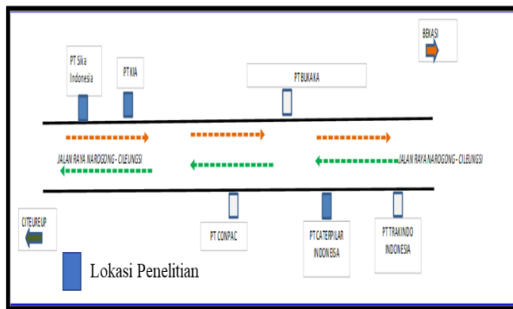 BEKASI
PT Sika
Indonesia
PT KIA
PT BUKAKA
JALAN RAYA NAROGONG - CILEUNGSI
JALAN RAYA NAROGONG - CILEUNGSI
CITEUREUP
PT CONPAC
PT CATERPILAR
INDONESIA
PT TRAKINDO
INDONESIA
Lokasi Penelitian